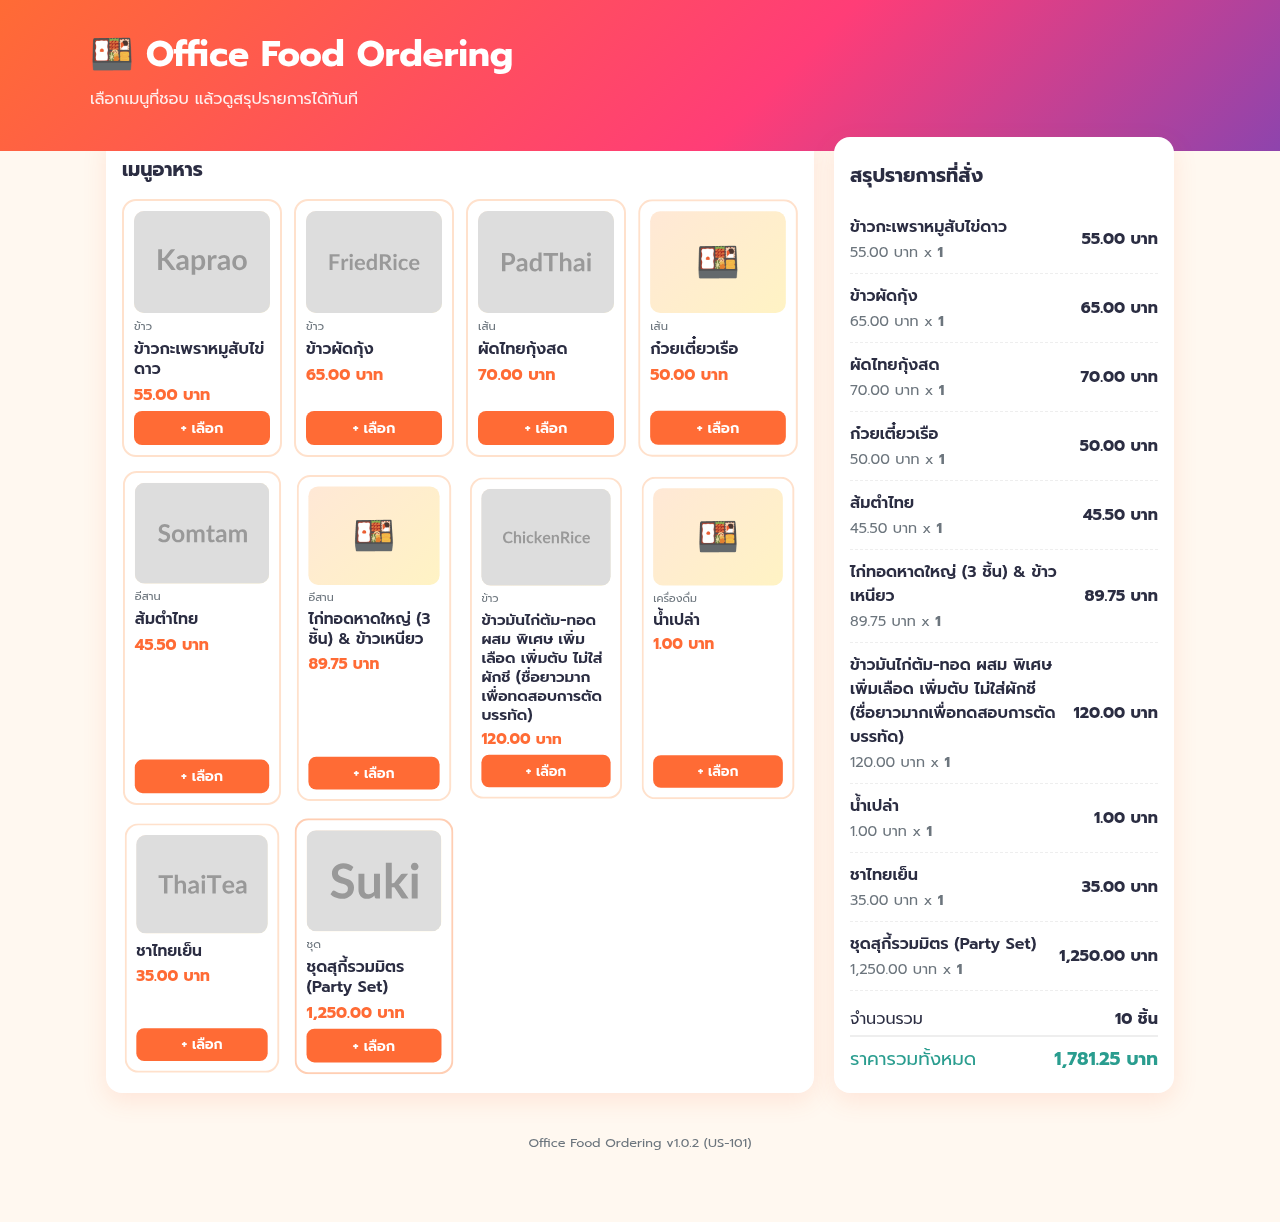 Office Food Ordering
เลือกเมนูที่ชอบ แล้วดูสรุปรายการได้ทันที
เมนูอาหาร
Kaprao
ข้าว
ข้าวกะเพราหมูสับไข่
ดาว
55.00 บาท
+ เลือก
FriedRice
ข้าว
ข้าวผัดกุ้ง
65.00 บาท
+ เลือก
PadThai
เส้น
ผัดไทยกุ้งสด
70.00 บาท
+ เลือก
เส้น
ก๋วยเตี๋ยวเรือ
50.00 บาท
+ เลือก
Somtam
อีสาน
ส้มตำไทย
45.50 บาท
+ เลือก
อีสาน
ไก่ทอดหาดใหญ่ (3
ชิ้น) & ข้าวเหนียว
89.75 บาท
+ เลือก
ChickenRice
ข้าว
ข้าวมันไก่ต้ม-ทอด
ผสม พิเศษ เพิ่ม
เลือด เพิ่มตับ ไม่ใส่
ผักชี (ชื่อยาวมาก
เพื่อทดสอบการตัด
บรรทัด)
120.00 บาท
+ เลือก
เครื่องดื่ม
น้ำเปล่า
1.00 บาท
+ เลือก
ThaiTea
ชาไทยเย็น
35.00 บาท
+ เลือก
Suki
ชุด
ชุดสุกี้รวมมิตร
(Party Set)
1,250.00 บาท
+ เลือก
สรุปรายการที่สั่ง
ข้าวกะเพราหมูสับไข่ดาว
55.00 บาท x 1
55.00 บาท
ข้าวผัดกุ้ง
65.00 บาท x 1
65.00 บาท
ผัดไทยกุ้งสด
70.00 บาท x 1
70.00 บาท
ก๋วยเตี๋ยวเรือ
50.00 บาท x 1
50.00 บาท
ส้มตำไทย
45.50 บาท x 1
45.50 บาท
ไก่ทอดหาดใหญ่ (3 ชิ้น) & ข้าว
เหนียว
89.75 บาท x 1
89.75 บาท
ข้าวมันไก่ต้ม-ทอด ผสม พิเศษ
เพิ่มเลือด เพิ่มตับ ไม่ใส่ผักชี
(ชื่อยาวมากเพื่อทดสอบการตัด
บรรทัด)
120.00 บาท x 1
120.00 บาท
น้ำเปล่า
1.00 บาท x 1
1.00 บาท
ชาไทยเย็น
35.00 บาท x 1
35.00 บาท
ชุดสุกี้รวมมิตร (Party Set)
1,250.00 บาท x 1
1,250.00 บาท
จำนวนรวม 10 ชิ้น
ราคารวมทั้งหมด 1,781.25 บาท
Office Food Ordering v1.0.2 (US-101)